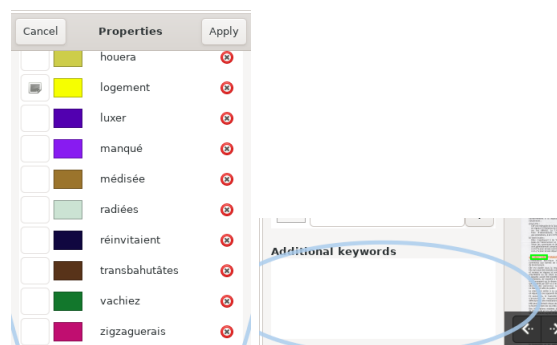 Cancel Properties Apply
houera
logement
luxer
manqué
médisée
radiées
réinvitaient
transbahutâtes
vachiez
zigzaguerais
Additional keywords